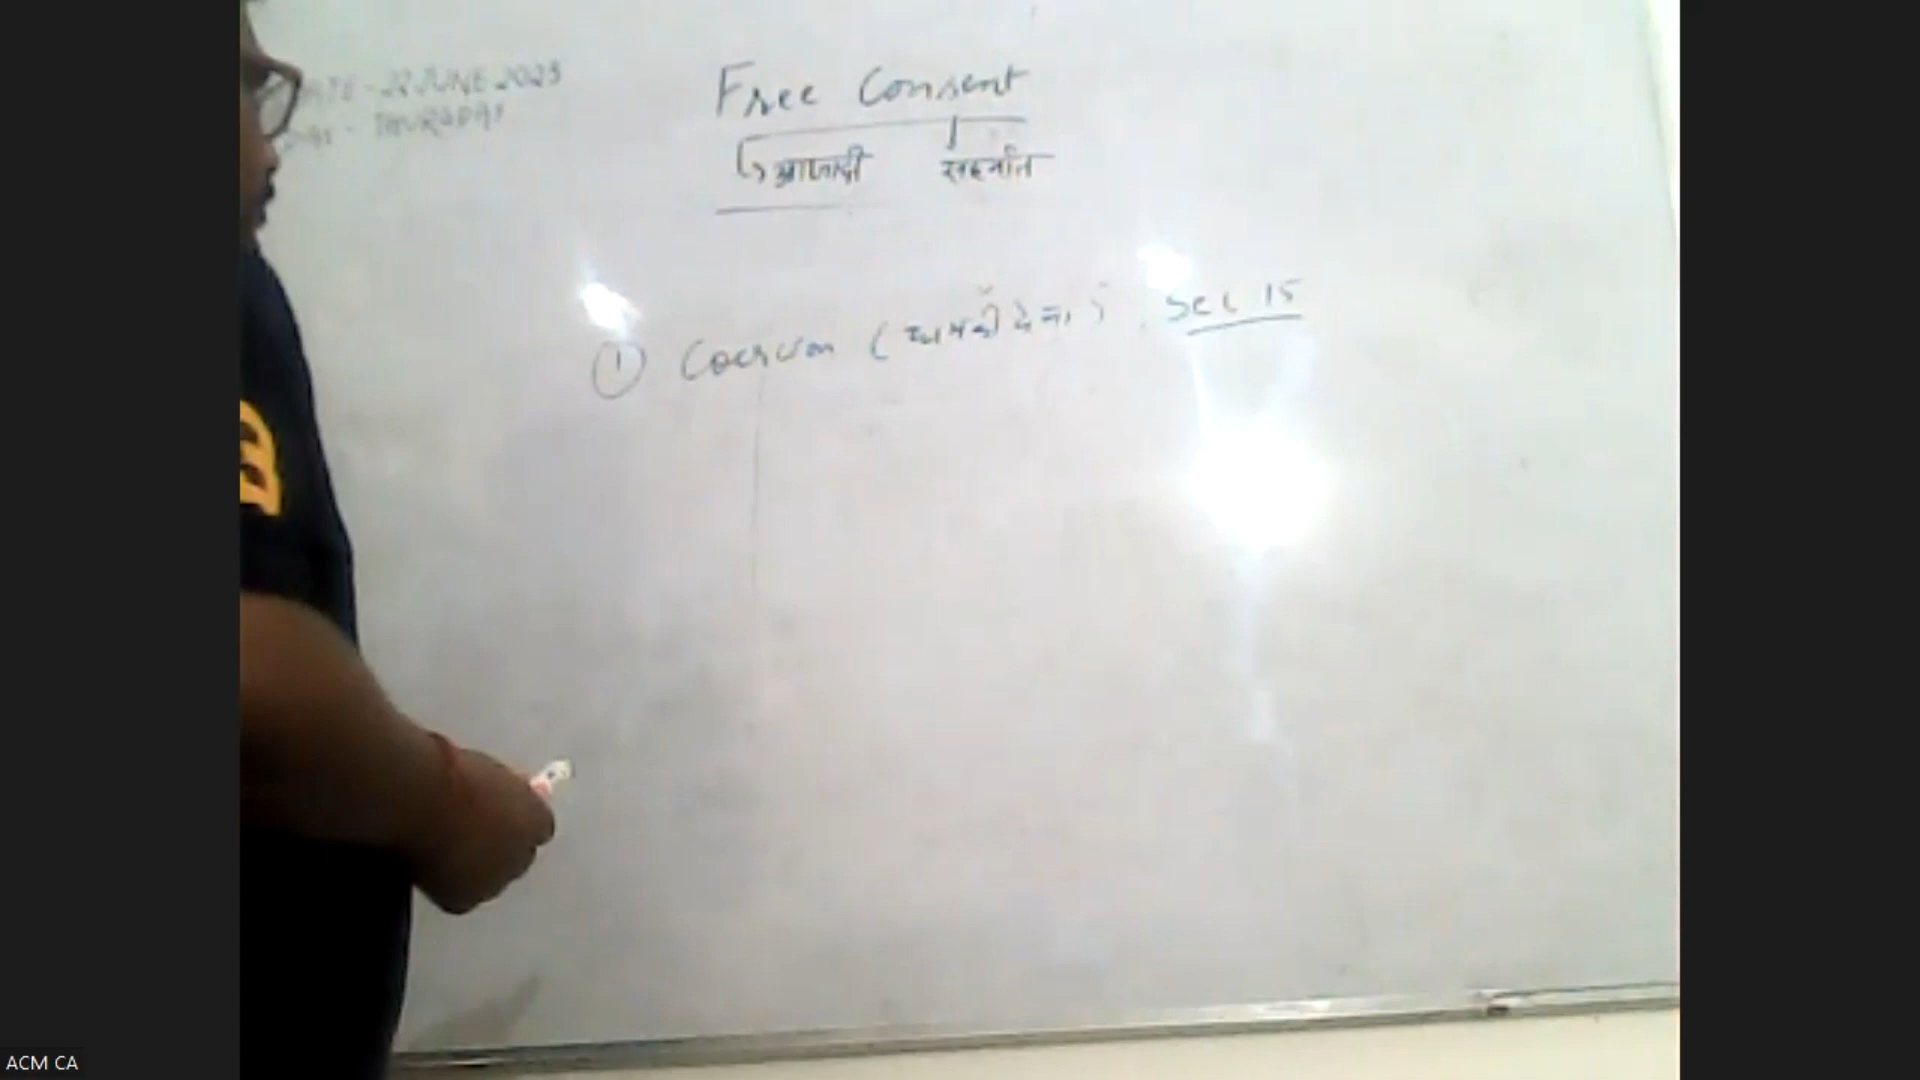 DATE - 22 JUNE 2023
DAY - THURSDAY
Free Consent
आजादी सहमति
① Coercion (धमकी देना) Sec 15
ACM CA